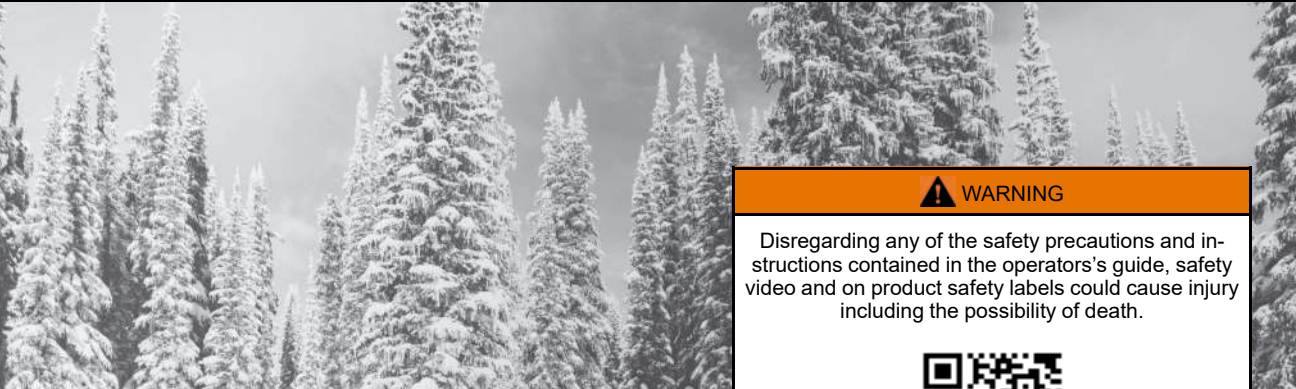 WARNING
Disregarding any of the safety precautions and in-
structions contained in the operators's guide, safety
video and on product safety labels could cause injury
including the possibility of death.